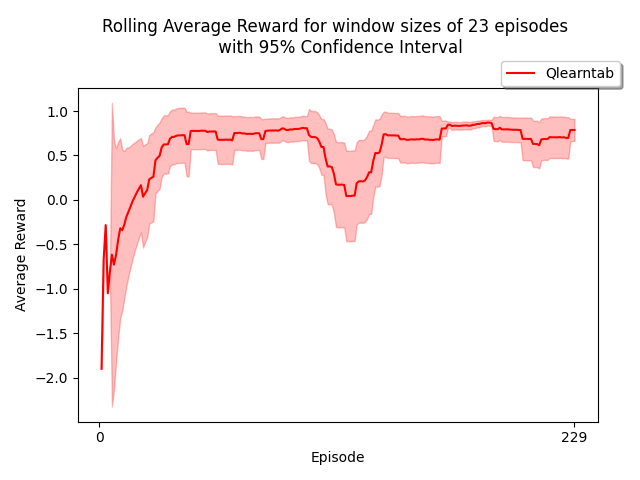 Rolling Average Reward for window sizes of 23 episodes
with 95% Confidence Interval
Qlearntab
1.0
0.5
0.0
−0.5
−1.0
−1.5
−2.0
Average Reward
0
229
Episode